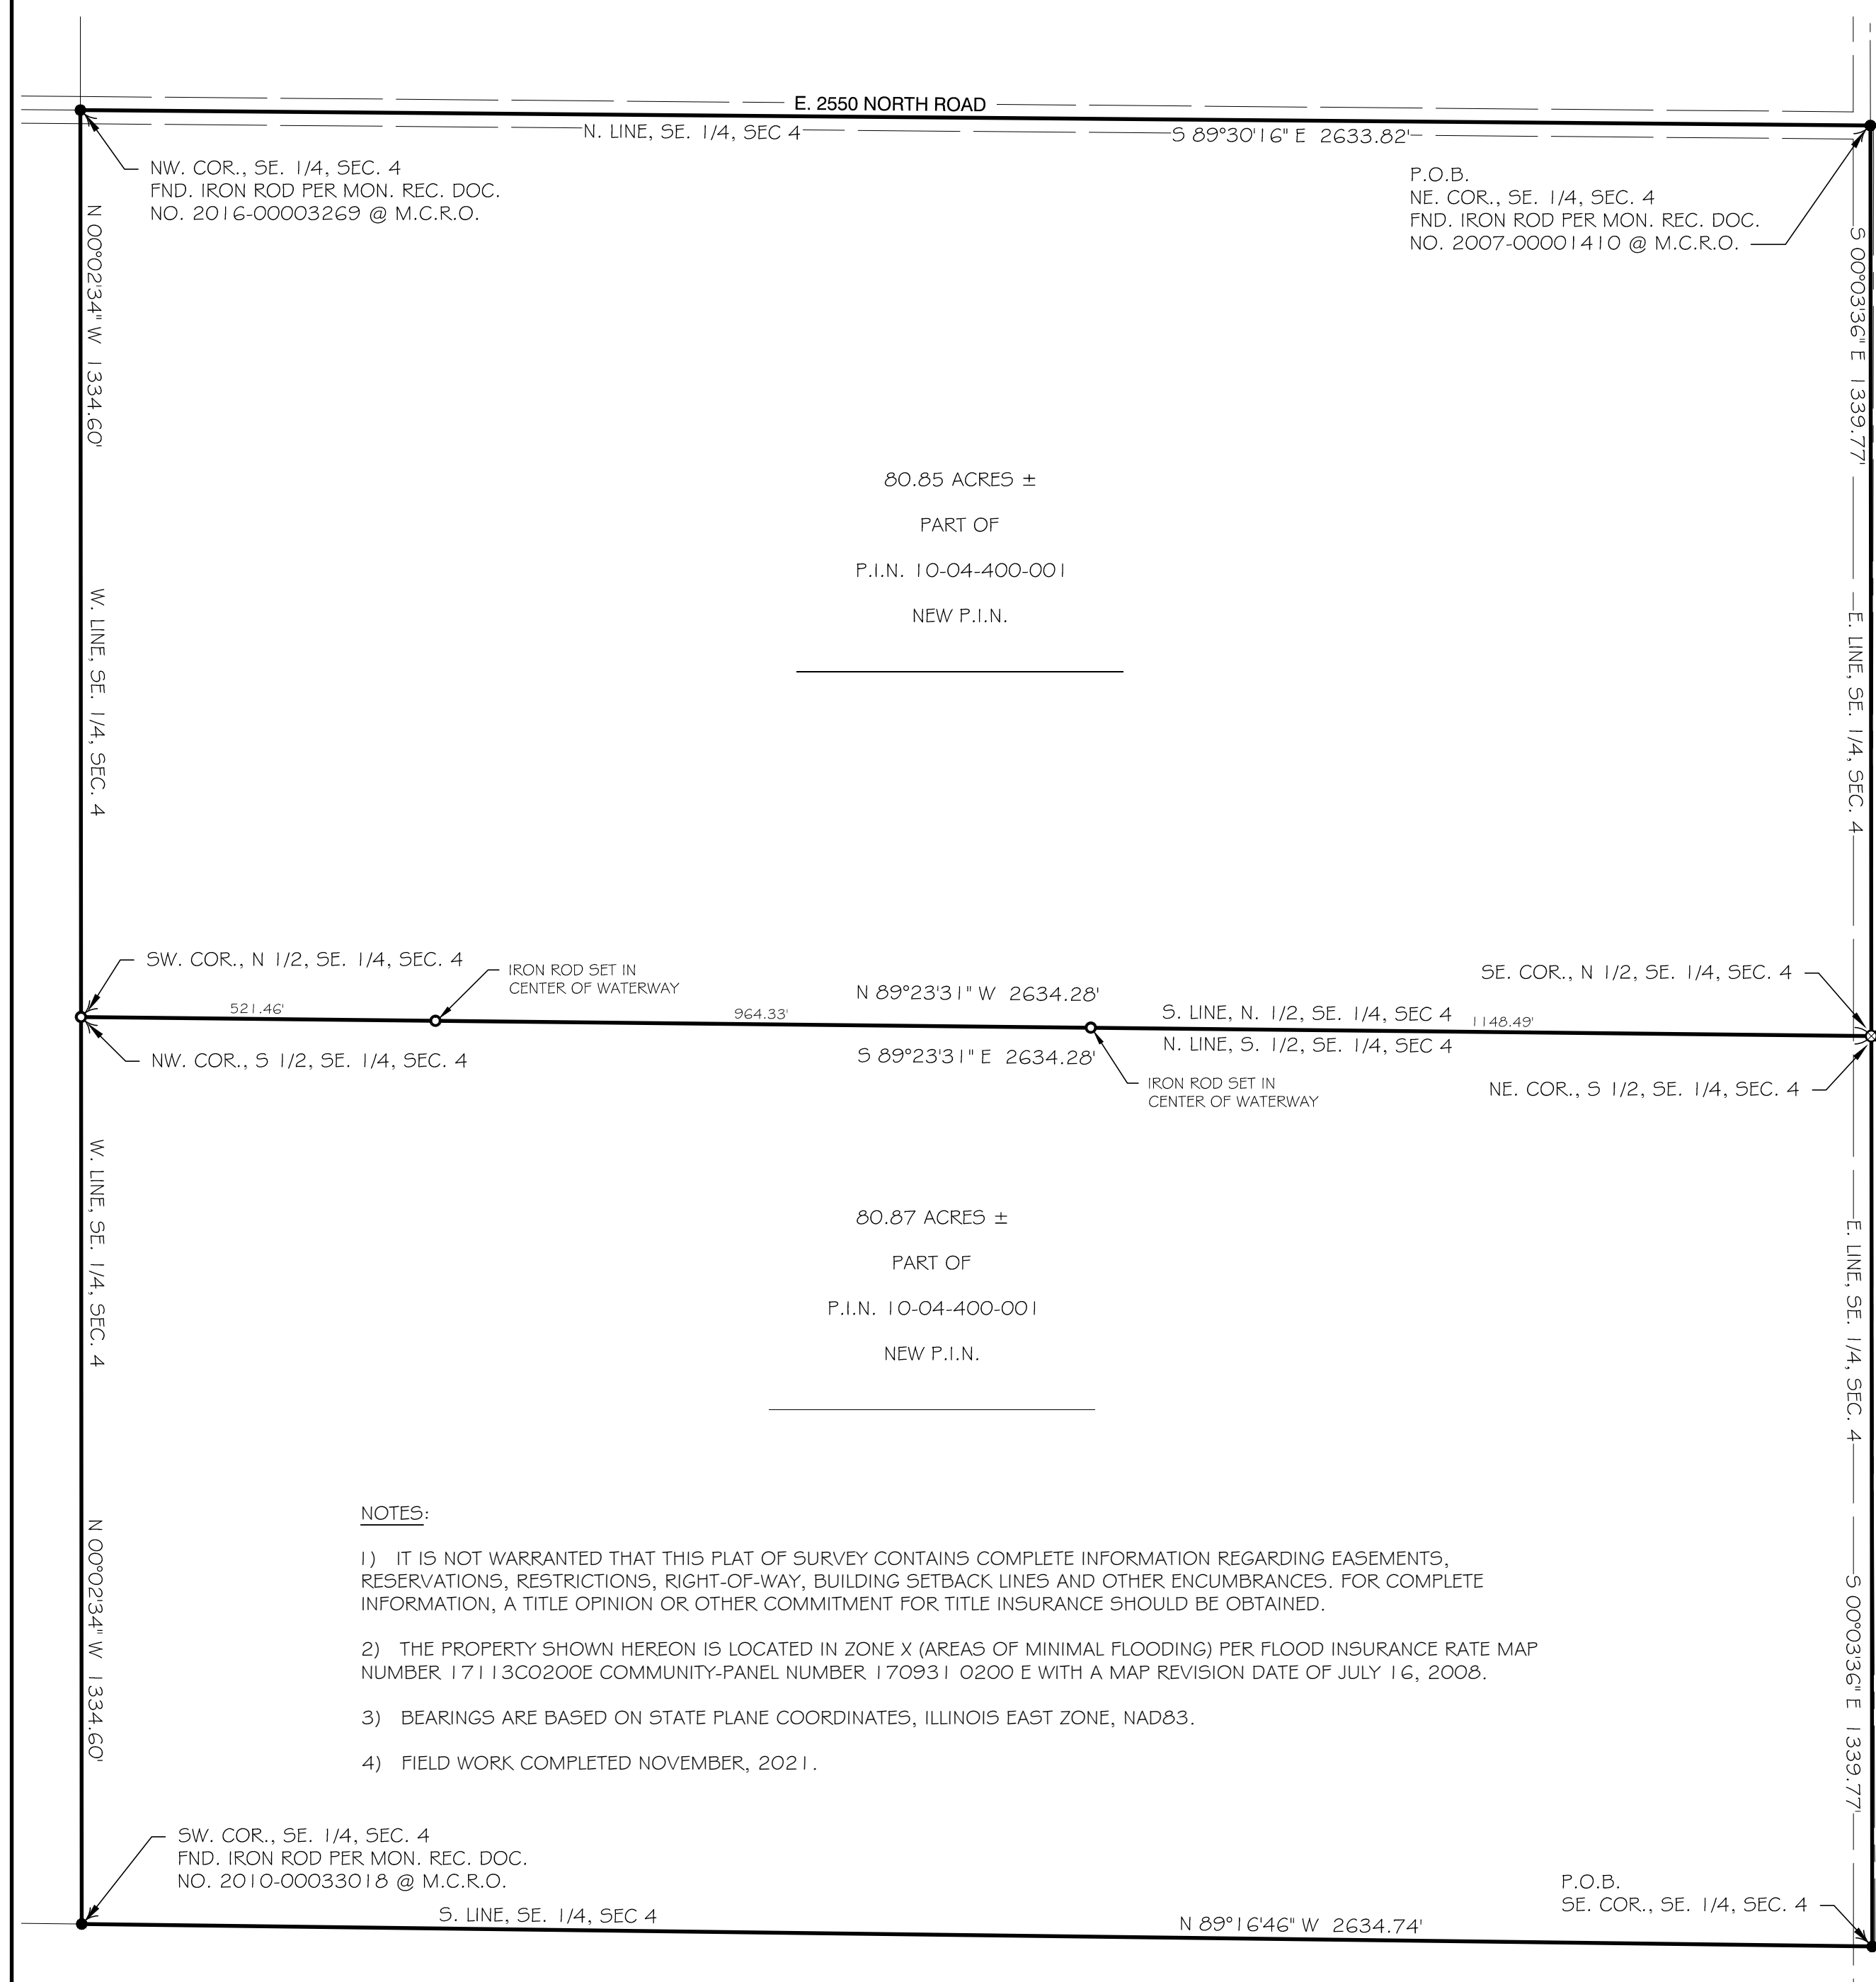 E. 2550 NORTH ROAD
N. LINE, SE. 1/4, SEC 4
S 89°30'16" E 2633.82'
NW. COR., SE. 1/4, SEC. 4
FND. IRON ROD PER MON. REC. DOC.
NO. 2016-00003269 @ M.C.R.O.
P.O.B.
NE. COR., SE. 1/4, SEC. 4
FND. IRON ROD PER MON. REC. DOC.
NO. 2007-00001410 @ M.C.R.O.
N 00°02'34" W 1334.60'
S 00°03'36" E 1339.77'
80.85 ACRES ±
PART OF
P.I.N. 10-04-400-001
NEW P.I.N.
W. LINE, SE. 1/4, SEC. 4
E. LINE, SE. 1/4, SEC. 4
SW. COR., N 1/2, SE. 1/4, SEC. 4
IRON ROD SET IN
CENTER OF WATERWAY
SE. COR., N 1/2, SE. 1/4, SEC. 4
N 89°23'31" W 2634.28'
521.46'
964.33'
S. LINE, N. 1/2, SE. 1/4, SEC 4
1148.49'
N. LINE, S. 1/2, SE. 1/4, SEC 4
S 89°23'31" E 2634.28'
NW. COR., S 1/2, SE. 1/4, SEC. 4
IRON ROD SET IN
CENTER OF WATERWAY
NE. COR., S 1/2, SE. 1/4, SEC. 4
W. LINE, SE. 1/4, SEC. 4
E. LINE, SE. 1/4, SEC. 4
80.87 ACRES ±
PART OF
P.I.N. 10-04-400-001
NEW P.I.N.
NOTES:
1) IT IS NOT WARRANTED THAT THIS PLAT OF SURVEY CONTAINS COMPLETE INFORMATION REGARDING EASEMENTS,
RESERVATIONS, RESTRICTIONS, RIGHT-OF-WAY, BUILDING SETBACK LINES AND OTHER ENCUMBRANCES. FOR COMPLETE
INFORMATION, A TITLE OPINION OR OTHER COMMITMENT FOR TITLE INSURANCE SHOULD BE OBTAINED.
2) THE PROPERTY SHOWN HEREON IS LOCATED IN ZONE X (AREAS OF MINIMAL FLOODING) PER FLOOD INSURANCE RATE MAP
NUMBER 17113C0200E COMMUNITY-PANEL NUMBER 170931 0200 E WITH A MAP REVISION DATE OF JULY 16, 2008.
3) BEARINGS ARE BASED ON STATE PLANE COORDINATES, ILLINOIS EAST ZONE, NAD83.
4) FIELD WORK COMPLETED NOVEMBER, 2021.
N 00°02'34" W 1334.60'
S 00°03'36" E 1339.77'
SW. COR., SE. 1/4, SEC. 4
FND. IRON ROD PER MON. REC. DOC.
NO. 2010-00033018 @ M.C.R.O.
P.O.B.
SE. COR., SE. 1/4, SEC. 4
S. LINE, SE. 1/4, SEC 4
N 89°16'46" W 2634.74'